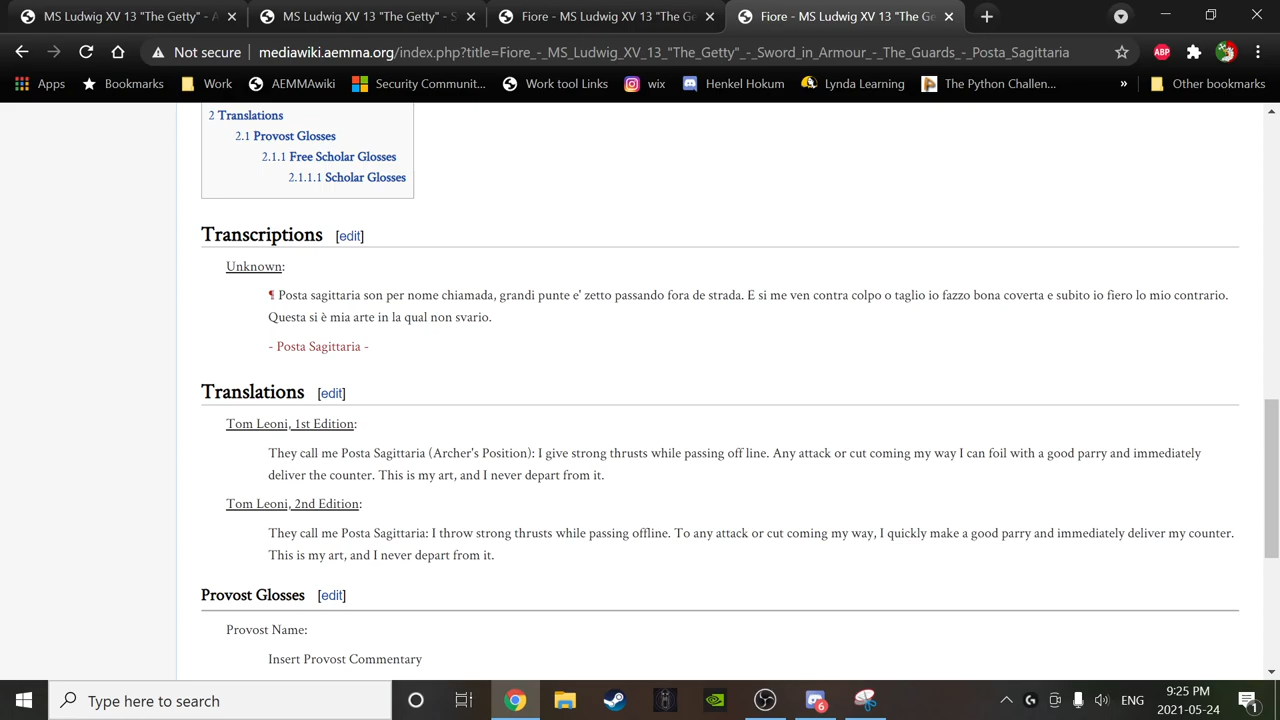 MS Ludwig XV 13 "The Getty" - A
MS Ludwig XV 13 "The Getty" - S
Fiore - MS Ludwig XV 13 "The Ge
Fiore - MS Ludwig XV 13 "The Ge
Not secure
mediawiki.aemma.org/index.php?title=Fiore_-_MS_Ludwig_XV_13_"The_Getty"_-_Sword_in_Armour_-_The_Guards_-_Posta_Sagittaria
ABP
Apps
Bookmarks
Work
AEMMAwiki
Security Communit...
Work tool Links
wix
Henkel Hokum
Lynda Learning
The Python Challen...
»
Other bookmarks
2 Translations
2.1 Provost Glosses
2.1.1 Free Scholar Glosses
2.1.1.1 Scholar Glosses
Transcriptions [edit]
Unknown:
¶ Posta sagittaria son per nome chiamada, grandi punte e' zetto passando fora de strada. E si me ven contra colpo o taglio io fazzo bona coverta e subito io fiero lo mio contrario.
Questa si è mia arte in la qual non svario.
- Posta Sagittaria -
Translations [edit]
Tom Leoni, 1st Edition:
They call me Posta Sagittaria (Archer's Position): I give strong thrusts while passing off line. Any attack or cut coming my way I can foil with a good parry and immediately
deliver the counter. This is my art, and I never depart from it.
Tom Leoni, 2nd Edition:
They call me Posta Sagittaria: I throw strong thrusts while passing offline. To any attack or cut coming my way, I quickly make a good parry and immediately deliver my counter.
This is my art, and I never depart from it.
Provost Glosses [edit]
Provost Name:
Insert Provost Commentary
Type here to search
6
ENG
9:25 PM
2021-05-24
1